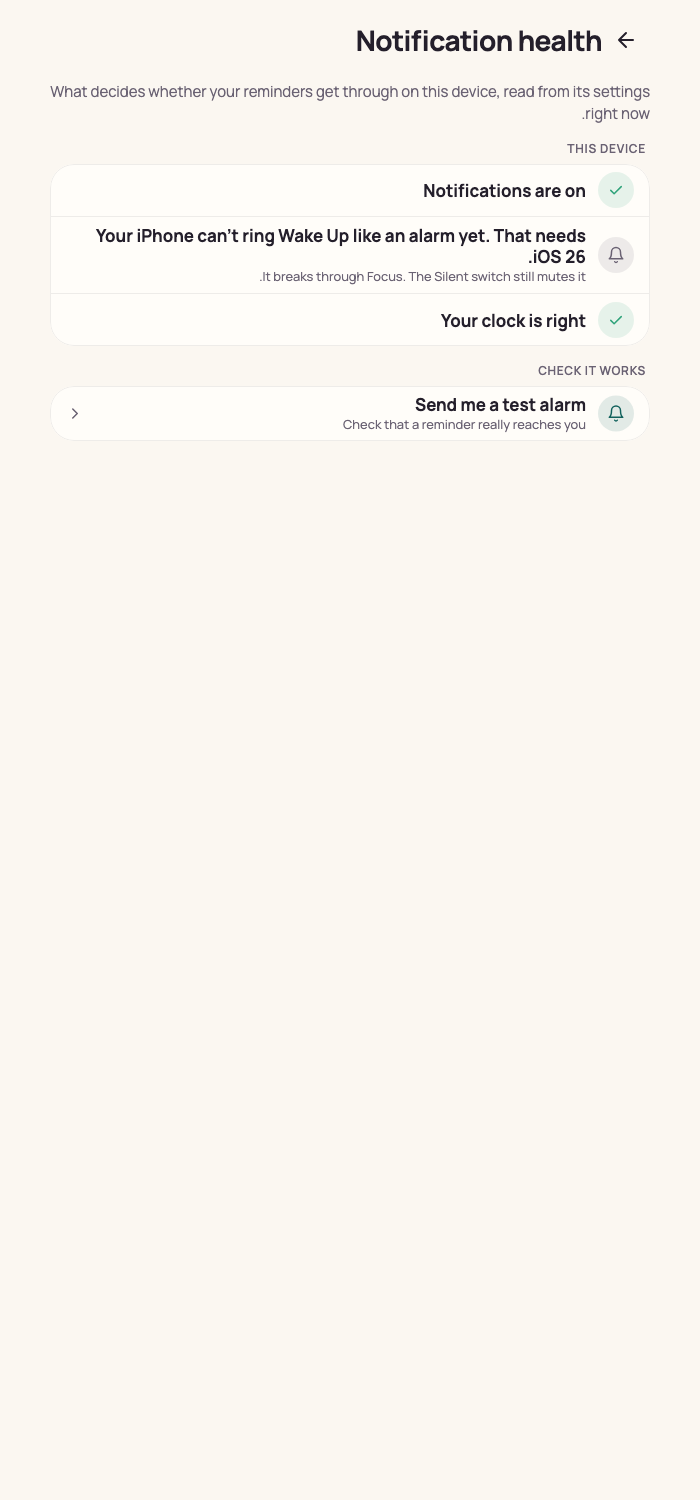 Notification health
What decides whether your reminders get through on this device, read from its settings
right now.
THIS DEVICE
Notifications are on
Your iPhone can’t ring Wake Up like an alarm yet. That needs
iOS 26.
It breaks through Focus. The Silent switch still mutes it.
Your clock is right
CHECK IT WORKS
Send me a test alarm
Check that a reminder really reaches you